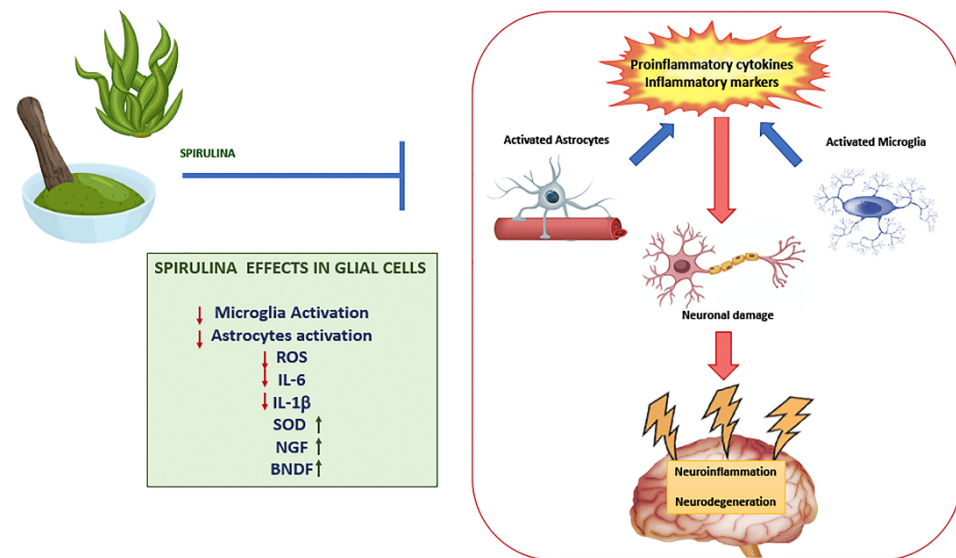 SPIRULINA
SPIRULINA EFFECTS IN GLIAL CELLS
↓ Microglia Activation
↓ Astrocytes activation
↓ ROS
↓ IL-6
↓ IL-1β
SOD ↑
NGF ↑
BNDF↑
Proinflammatory cytokines
Inflammatory markers
Activated Astrocytes
Activated Microglia
Neuronal damage
Neuroinflammation
Neurodegeneration